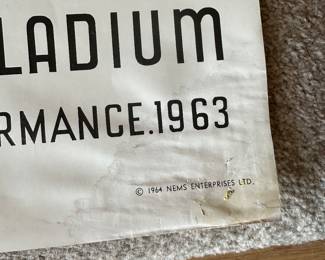 LADIUM
RMANCE.1963
© 1964 NEMS ENTERPRISES LTD.